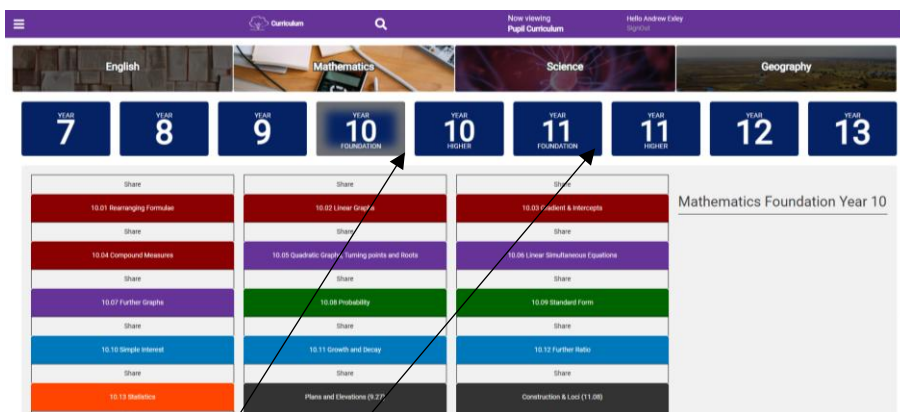 Curriculum
Now viewing
Pupil Curriculum
Hello Andrew Exley
SignOut
English
Mathematics
Science
Geography
YEAR
7
YEAR
8
YEAR
9
YEAR
10
FOUNDATION
YEAR
10
HIGHER
YEAR
11
FOUNDATION
YEAR
11
HIGHER
YEAR
12
YEAR
13
Share
Share
Share
10.01 Rearranging Formulae
10.02 Linear Graphs
10.03 Gradient & Intercepts
Mathematics Foundation Year 10
Share
Share
Share
10.04 Compound Measures
10.05 Quadratic Graphs, Turning points and Roots
10.06 Linear Simultaneous Equations
Share
Share
Share
10.07 Further Graphs
10.08 Probability
10.09 Standard Form
Share
Share
Share
10.10 Simple Interest
10.11 Growth and Decay
10.12 Further Ratio
Share
Share
Share
10.13 Statistics
Plans and Elevations (9.27)
Construction & Loci (11.08)